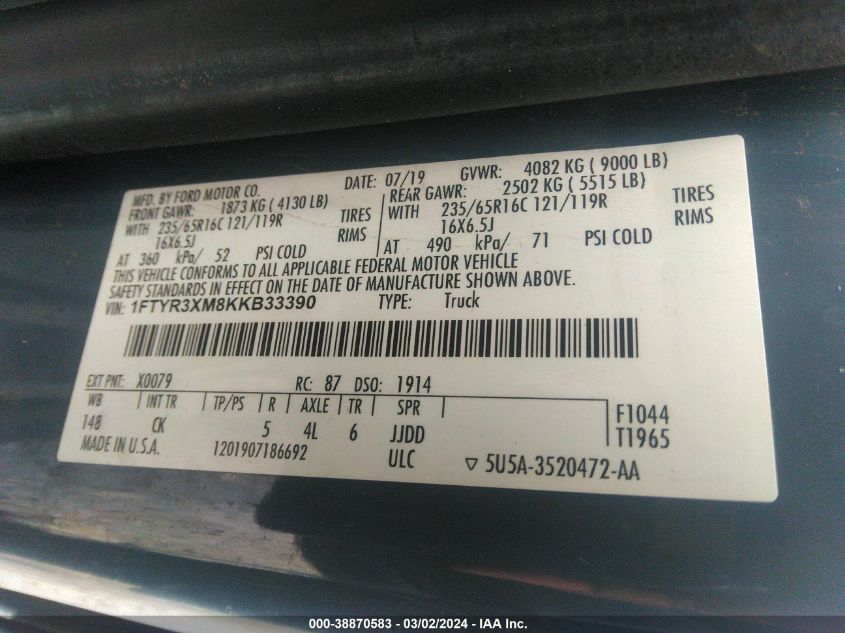 MFD. BY FORD MOTOR CO. DATE: 07/19 GVWR: 4082 KG ( 9000 LB)
FRONT GAWR: 1873 KG ( 4130 LB) REAR GAWR: 2502 KG ( 5515 LB)
WITH 235/65R16C 121/119R TIRES WITH 235/65R16C 121/119R TIRES
16X6.5J RIMS 16X6.5J RIMS
AT 360 kPa/ 52 PSI COLD AT 490 kPa/ 71 PSI COLD
THIS VEHICLE CONFORMS TO ALL APPLICABLE FEDERAL MOTOR VEHICLE
SAFETY STANDARDS IN EFFECT ON THE DATE OF MANUFACTURE SHOWN ABOVE.
VIN: 1FTYR3XM8KKB33390 TYPE: Truck
EXT PNT: X0079 RC: 87 DSO: 1914
WB INT TR TP/PS R AXLE TR SPR F1044
148 CK 5 4L 6 JJDD T1965
MADE IN U.S.A. 1201907186692 ULC ▽ 5U5A-3520472-AA
000-38870583 - 03/02/2024 - IAA Inc.